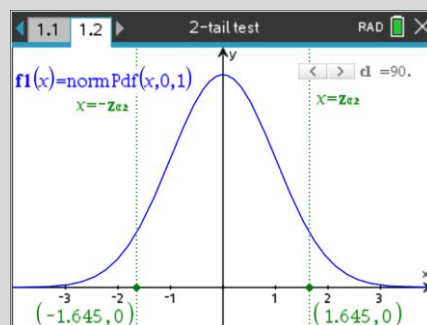 1.1 1.2 2-tail test RAD
y
f1(x)=normPdf(x,0,1)
< > cl =90.
x=-zα2
x=zα2
x
-3 -2 -1 1 2 3
(-1.645,0) (1.645,0)